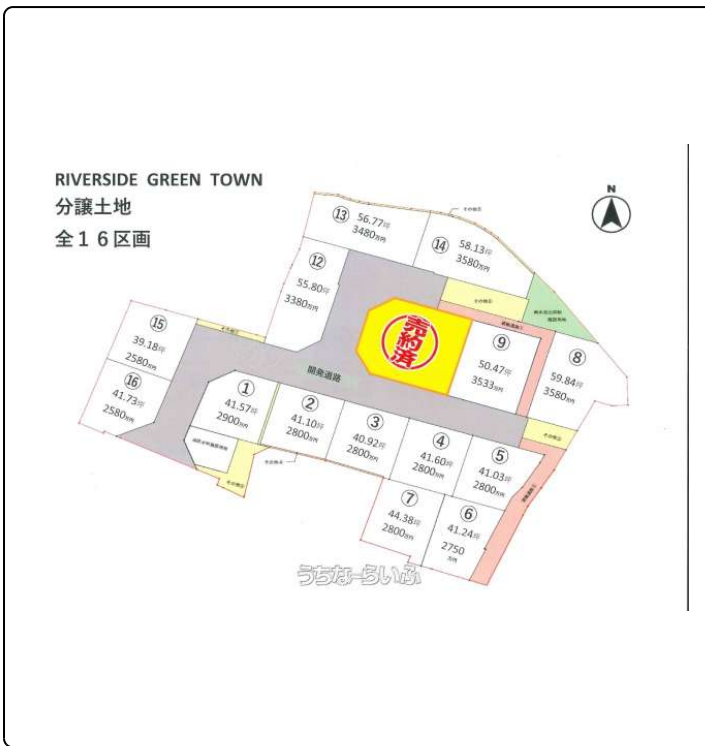 RIVERSIDE GREEN TOWN
分譲土地
全16区画
N
⑬ 56.77坪
3480万円
⑭ 58.13坪
3580万円
⑫
55.80坪
3380万円
⑮
39.18坪
2580万円
⑯
41.73坪
2580万円
売約済
⑨
50.47坪
3533万円
⑧
59.84坪
3580万円
開発道路
①
41.57坪
2900万円
②
41.10坪
2800万円
③
40.92坪
2800万円
④
41.60坪
2800万円
⑤
41.03坪
2800万円
⑦
44.38坪
2800万円
⑥
41.24坪
2750
万円
うちなーらいふ